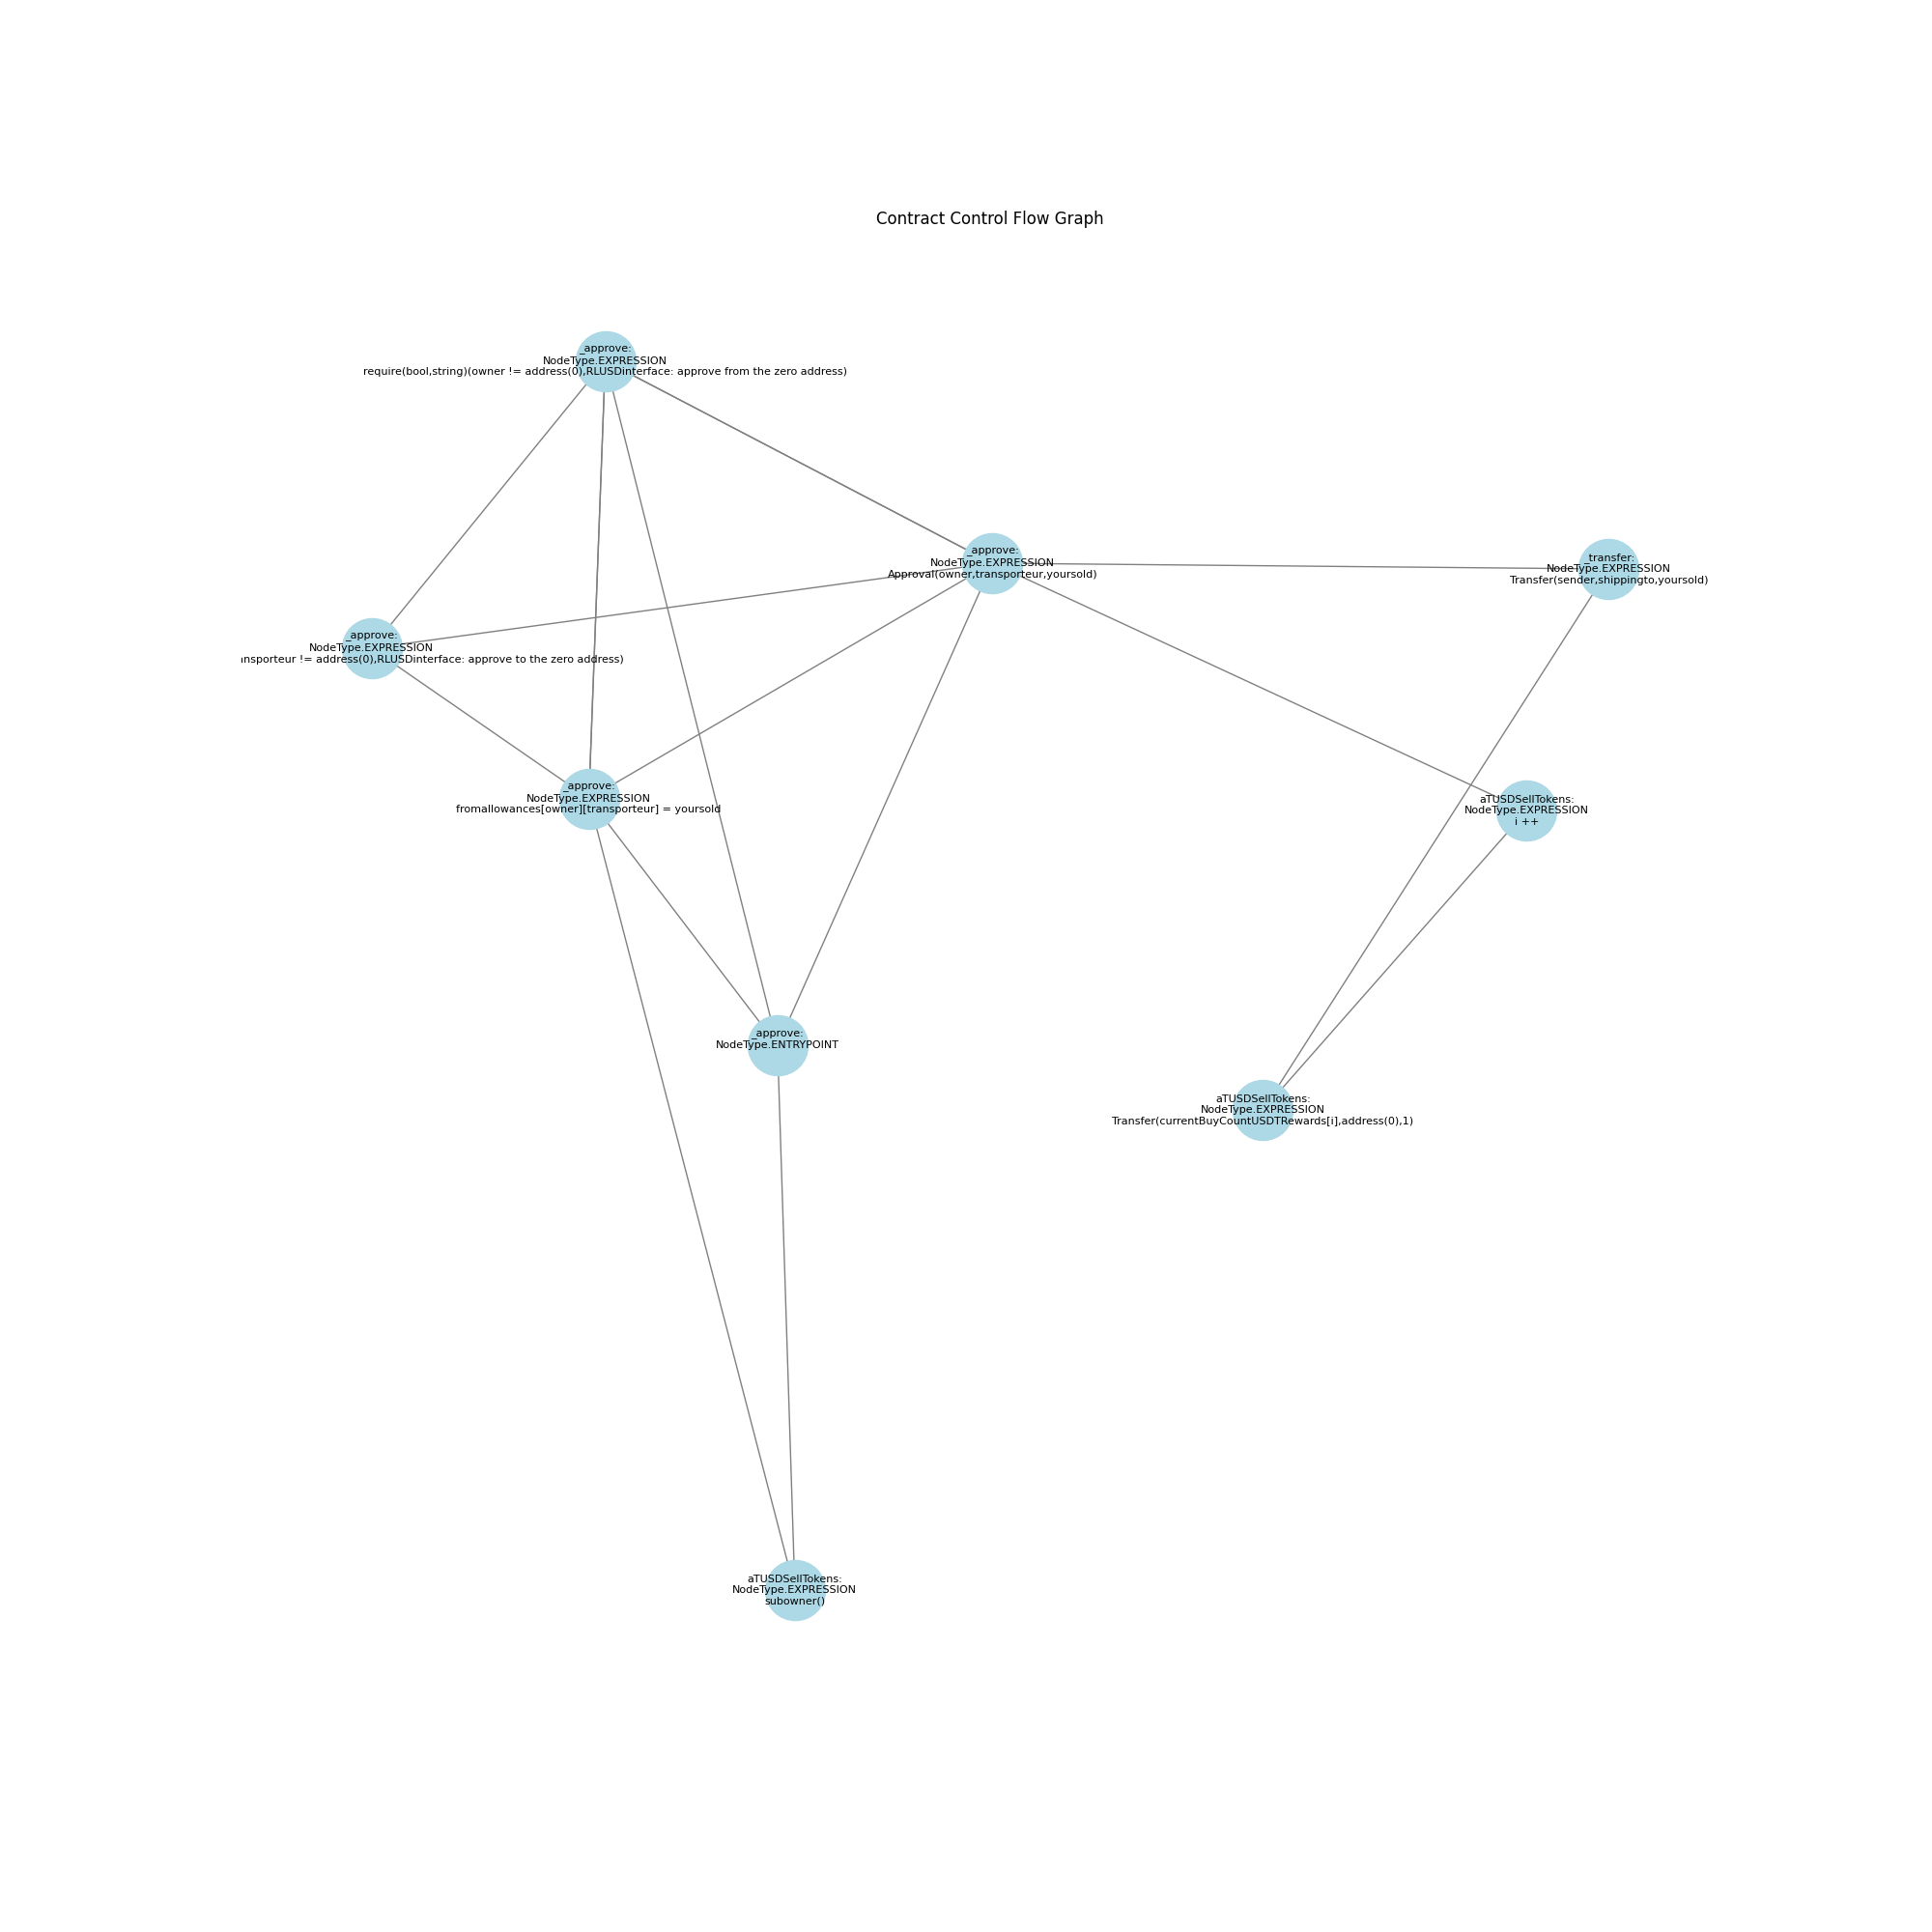 Contract Control Flow Graph
_approve:
NodeType.EXPRESSION
require(bool,string)(owner != address(0),RLUSDinterface: approve from the zero address)
_approve:
NodeType.EXPRESSION
Approval(owner,transporteur,yoursold)
_transfer:
NodeType.EXPRESSION
Transfer(sender,shippingto,yoursold)
_approve:
NodeType.EXPRESSION
nsporteur != address(0),RLUSDinterface: approve to the zero address)
_approve:
NodeType.EXPRESSION
fromallowances[owner][transporteur] = yoursold
aTUSDSellTokens:
NodeType.EXPRESSION
i ++
_approve:
NodeType.ENTRYPOINT
aTUSDSellTokens:
NodeType.EXPRESSION
Transfer(currentBuyCountUSDTRewards[i],address(0),1)
aTUSDSellTokens:
NodeType.EXPRESSION
subowner()